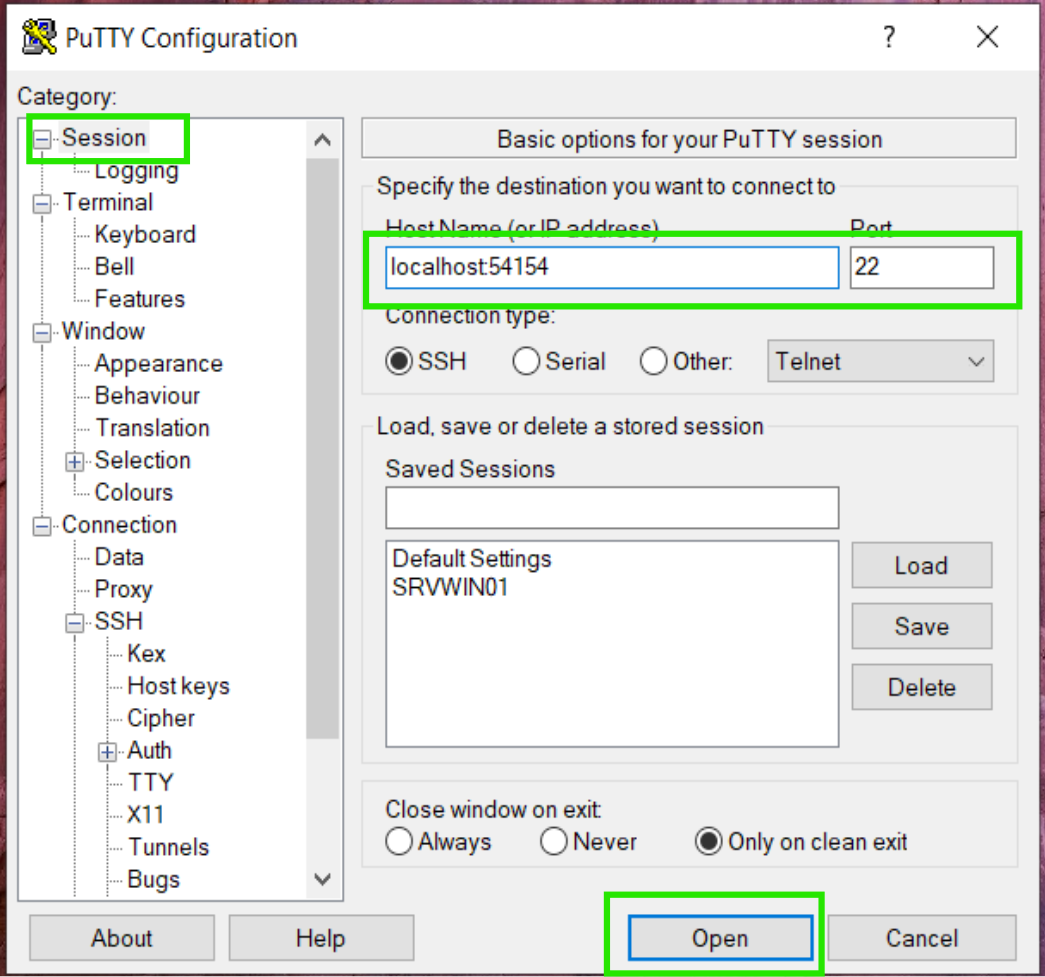 PuTTY Configuration ?
Category:
Session
Logging
Terminal
Keyboard
Bell
Features
Window
Appearance
Behaviour
Translation
Selection
Colours
Connection
Data
Proxy
SSH
Kex
Host keys
Cipher
Auth
TTY
X11
Tunnels
Bugs
Basic options for your PuTTY session
Specify the destination you want to connect to
Host Name (or IP address) Port
localhost:54154 22
Connection type:
SSH Serial Other: Telnet
Load, save or delete a stored session
Saved Sessions
Default Settings
SRVWIN01
Load
Save
Delete
Close window on exit:
Always Never Only on clean exit
About Help Open Cancel